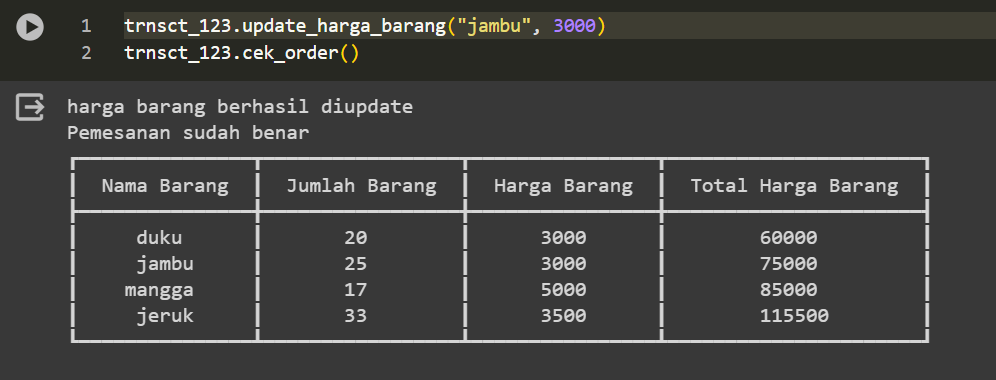 1 trnsct_123.update_harga_barang("jambu", 3000)
2 trnsct_123.cek_order()
harga barang berhasil diupdate
Pemesanan sudah benar
Nama Barang Jumlah Barang Harga Barang Total Harga Barang
duku 20 3000 60000
jambu 25 3000 75000
mangga 17 5000 85000
jeruk 33 3500 115500